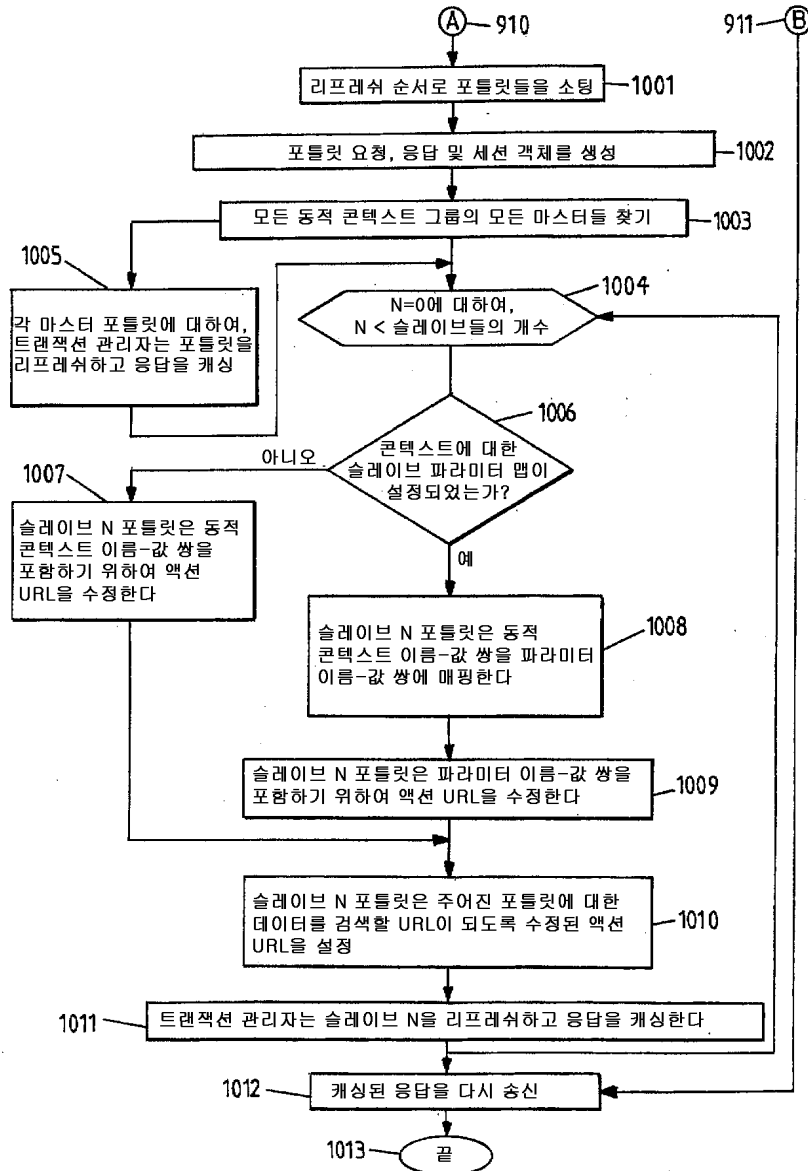 A
910
911
B
리프레쉬 순서로 포틀릿들을 소팅
1001
포틀릿 요청, 응답 및 세션 객체를 생성
1002
모든 동적 콘텍스트 그룹의 모든 마스터들 찾기
1003
1005
각 마스터 포틀릿에 대하여,
트랜잭션 관리자는 포틀릿을
리프레쉬하고 응답을 캐싱
1004
N=0에 대하여,
N < 슬레이브들의 개수
1006
콘텍스트에 대한
슬레이브 파라미터 맵이
설정되었는가?
아니오
예
1007
슬레이브 N 포틀릿은 동적
콘텍스트 이름-값 쌍을
포함하기 위하여 액션
URL을 수정한다
슬레이브 N 포틀릿은 동적
콘텍스트 이름-값 쌍을 파라미터
이름-값 쌍에 매핑한다
1008
슬레이브 N 포틀릿은 파라미터 이름-값 쌍을
포함하기 위하여 액션 URL을 수정한다
1009
슬레이브 N 포틀릿은 주어진 포틀릿에 대한
데이터를 검색할 URL이 되도록 수정된 액션
URL을 설정
1010
1011
트랜잭션 관리자는 슬레이브 N을 리프레쉬하고 응답을 캐싱한다
1012
캐싱된 응답을 다시 송신
1013
끝